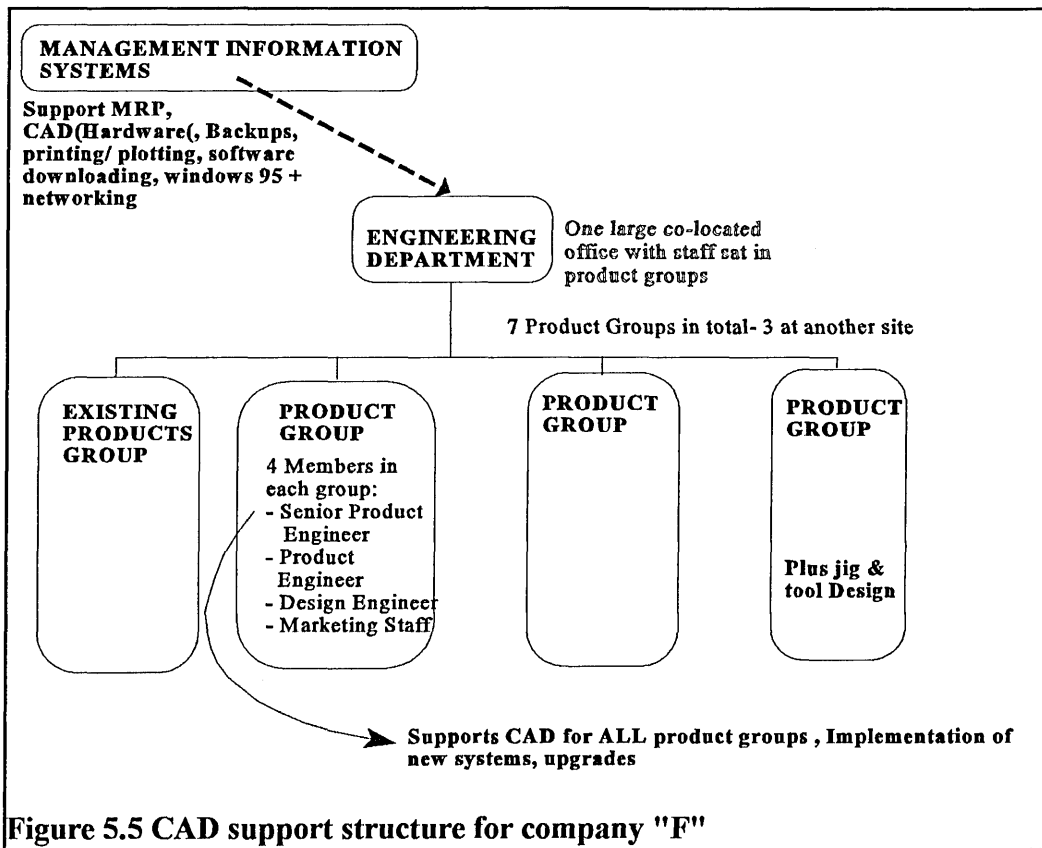 MANAGEMENT INFORMATION
SYSTEMS
Support MRP,
CAD(Hardware(, Backups,
printing/ plotting, software
downloading, windows 95 +
networking
ENGINEERING
DEPARTMENT
One large co-located
office with staff sat in
product groups
7 Product Groups in total- 3 at another site
EXISTING
PRODUCTS
GROUP
PRODUCT
GROUP
4 Members in
each group:
- Senior Product
Engineer
- Product
Engineer
- Design Engineer
- Marketing Staff
PRODUCT
GROUP
PRODUCT
GROUP
Plus jig &
tool Design
Supports CAD for ALL product groups , Implementation of
new systems, upgrades
Figure 5.5 CAD support structure for company "F"